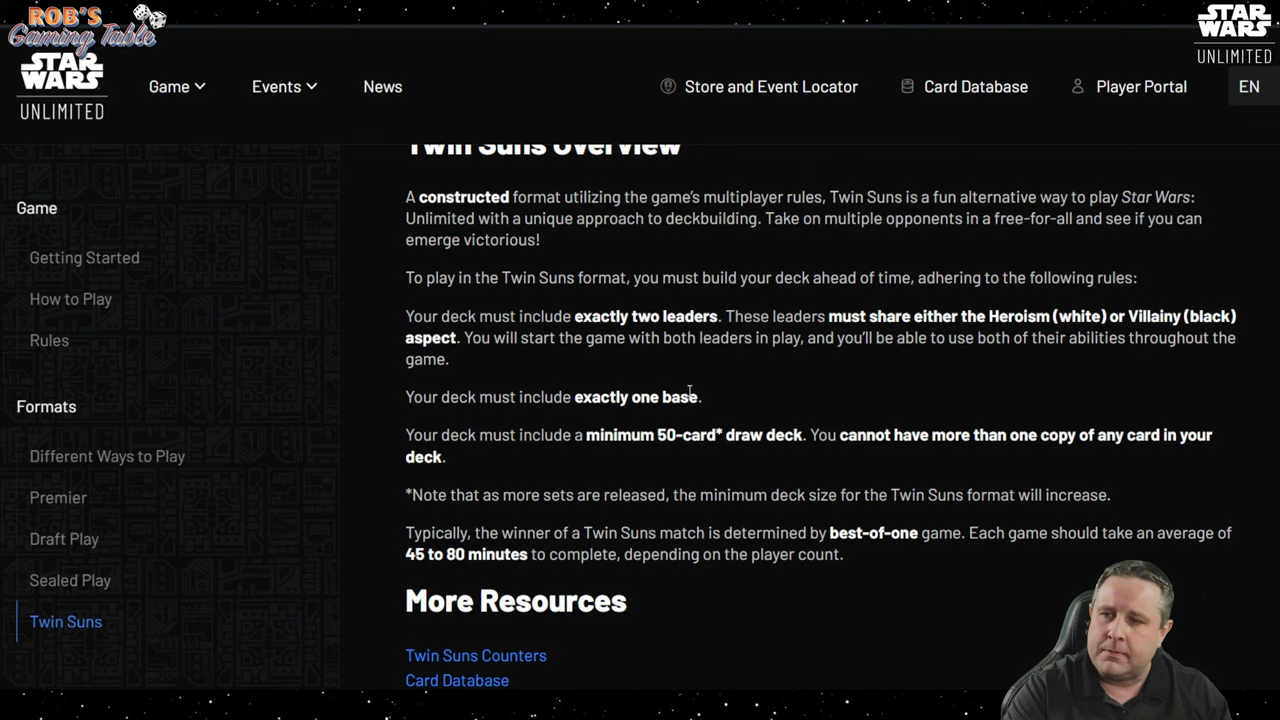 ROB'S
Gaming Table
STAR WARS
UNLIMITED
STAR
WARS
UNLIMITED
Game
Events
News
Store and Event Locator
Card Database
Player Portal
EN
Twin Suns Overview
A constructed format utilizing the game's multiplayer rules, Twin Suns is a fun alternative way to play Star Wars:
Unlimited with a unique approach to deckbuilding. Take on multiple opponents in a free-for-all and see if you can
emerge victorious!
To play in the Twin Suns format, you must build your deck ahead of time, adhering to the following rules:
Your deck must include exactly two leaders. These leaders must share either the Heroism (white) or Villainy (black)
aspect. You will start the game with both leaders in play, and you'll be able to use both of their abilities throughout the
game.
Your deck must include exactly one base.
Your deck must include a minimum 50-card* draw deck. You cannot have more than one copy of any card in your
deck.
*Note that as more sets are released, the minimum deck size for the Twin Suns format will increase.
Typically, the winner of a Twin Suns match is determined by best-of-one game. Each game should take an average of
45 to 80 minutes to complete, depending on the player count.
More Resources
Twin Suns Counters
Card Database
Game
Getting Started
How to Play
Rules
Formats
Different Ways to Play
Premier
Draft Play
Sealed Play
Twin Suns